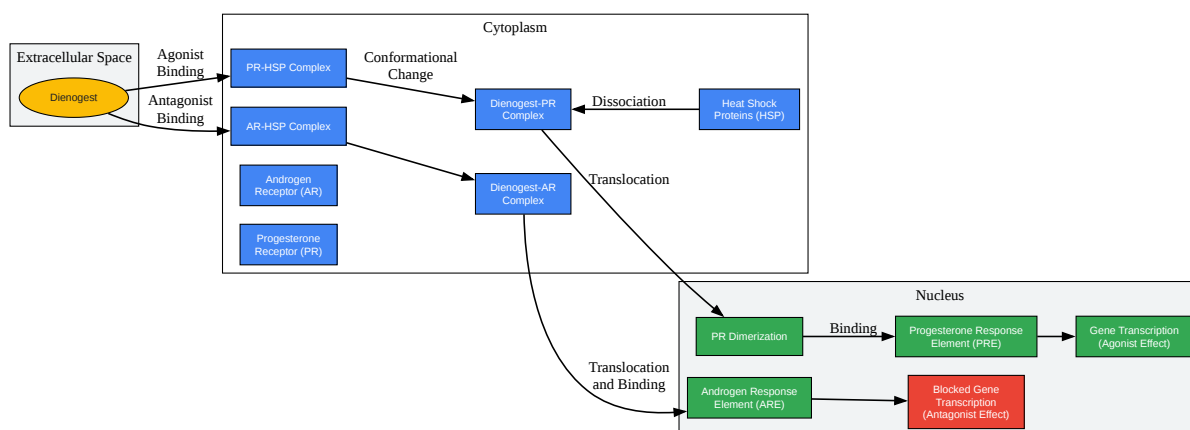 Cytoplasm
Extracellular Space
Dienogest
Agonist
Binding
Antagonist
Binding
PR-HSP Complex
AR-HSP Complex
Androgen
Receptor (AR)
Progesterone
Receptor (PR)
Conformational
Change
Dienogest-PR
Complex
Dissociation
Heat Shock
Proteins (HSP)
Dienogest-AR
Complex
Translocation
Nucleus
PR Dimerization
Binding
Progesterone Response
Element (PRE)
Gene Transcription
(Agonist Effect)
Translocation
and Binding
Androgen Response
Element (ARE)
Blocked Gene
Transcription
(Antagonist Effect)